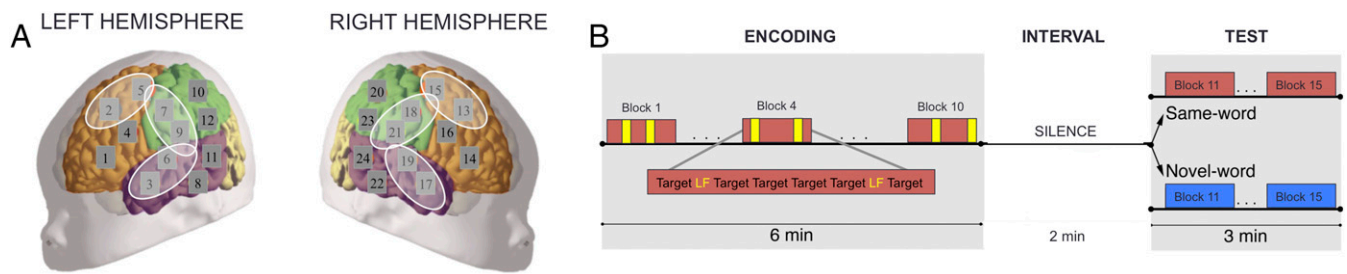 A
LEFT HEMISPHERE
RIGHT HEMISPHERE
2
5
10
7
12
4
9
1
6
11
3
8
20
15
13
23
18
21
16
24
19
14
22
17
B
ENCODING
INTERVAL
TEST
Block 1
Block 4
Block 10
Block 11
. . .
Block 15
. . . .
. . . .
SILENCE
Same-word
Novel-word
Target LF Target Target Target Target LF Target
Block 11
. . .
Block 15
6 min
2 min
3 min